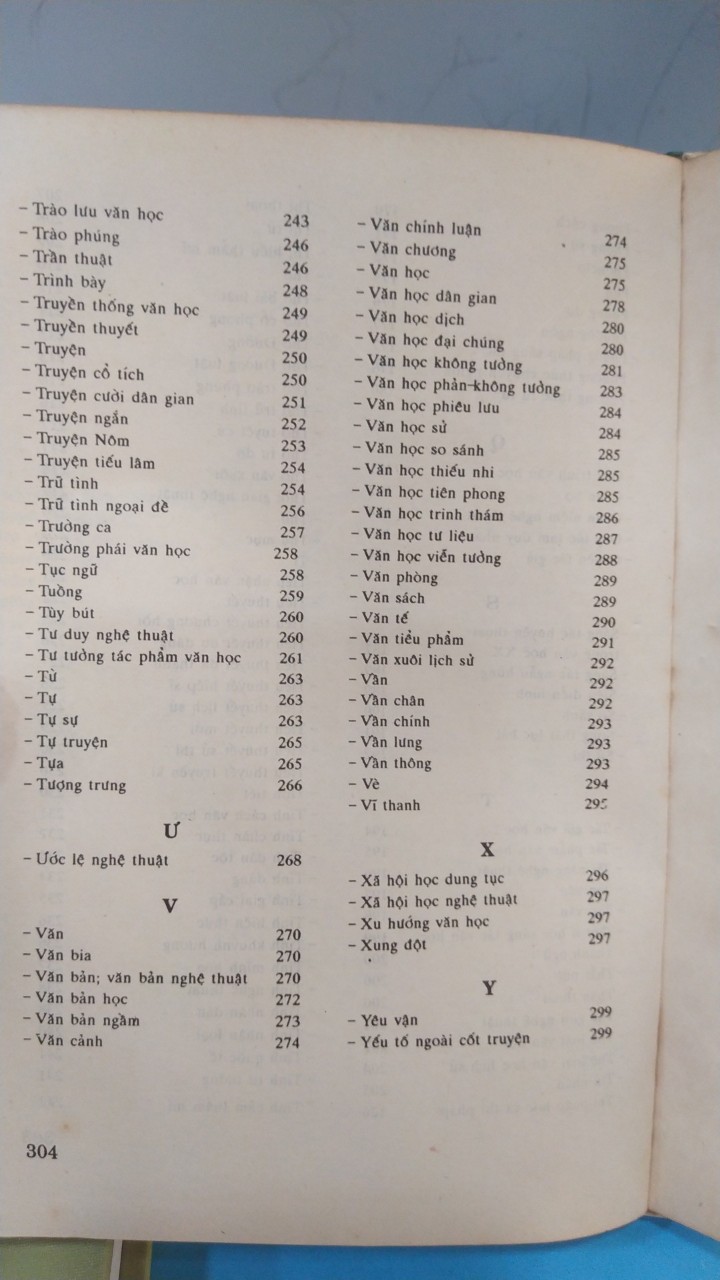 – Trào lưu văn học 243
– Trào phúng 246
– Trần thuật 246
– Trình bày 248
– Truyền thống văn học 249
– Truyền thuyết 249
– Truyện 250
– Truyện cổ tích 250
– Truyện cười dân gian 251
– Truyện ngắn 252
– Truyện Nôm 253
– Truyện tiếu lâm 254
– Trữ tình 254
– Trữ tình ngoại đề 256
– Trường ca 257
– Trường phái văn học 258
– Tục ngữ 258
– Tuồng 259
– Tùy bút 260
– Tư duy nghệ thuật 260
– Tư tưởng tác phẩm văn học 261
– Từ 263
– Tự 263
– Tự sự 263
– Tự truyện 265
– Tựa 265
– Tượng trưng 266
Ư
– Ước lệ nghệ thuật 268
V
– Văn 270
– Văn bia 270
– Văn bản; văn bản nghệ thuật 270
– Văn bản học 272
– Văn bản ngầm 273
– Văn cảnh 274
– Văn chính luận 274
– Văn chương 275
– Văn học 275
– Văn học dân gian 278
– Văn học dịch 280
– Văn học đại chúng 280
– Văn học không tưởng 281
– Văn học phản-không tưởng 283
– Văn học phiêu lưu 284
– Văn học sử 284
– Văn học so sánh 285
– Văn học thiếu nhi 285
– Văn học tiên phong 285
– Văn học trinh thám 286
– Văn học tư liệu 287
– Văn học viễn tưởng 288
– Văn phòng 289
– Văn sách 289
– Văn tế 290
– Văn tiểu phẩm 291
– Văn xuôi lịch sử 292
– Vần 292
– Vần chân 292
– Vần chính 293
– Vần lưng 293
– Vần thông 293
– Vè 294
– Vĩ thanh 295
X
– Xã hội học dung tục 296
– Xã hội học nghệ thuật 297
– Xu hướng văn học 297
– Xung đột 297
Y
– Yêu vận 299
– Yếu tố ngoài cốt truyện 299
304